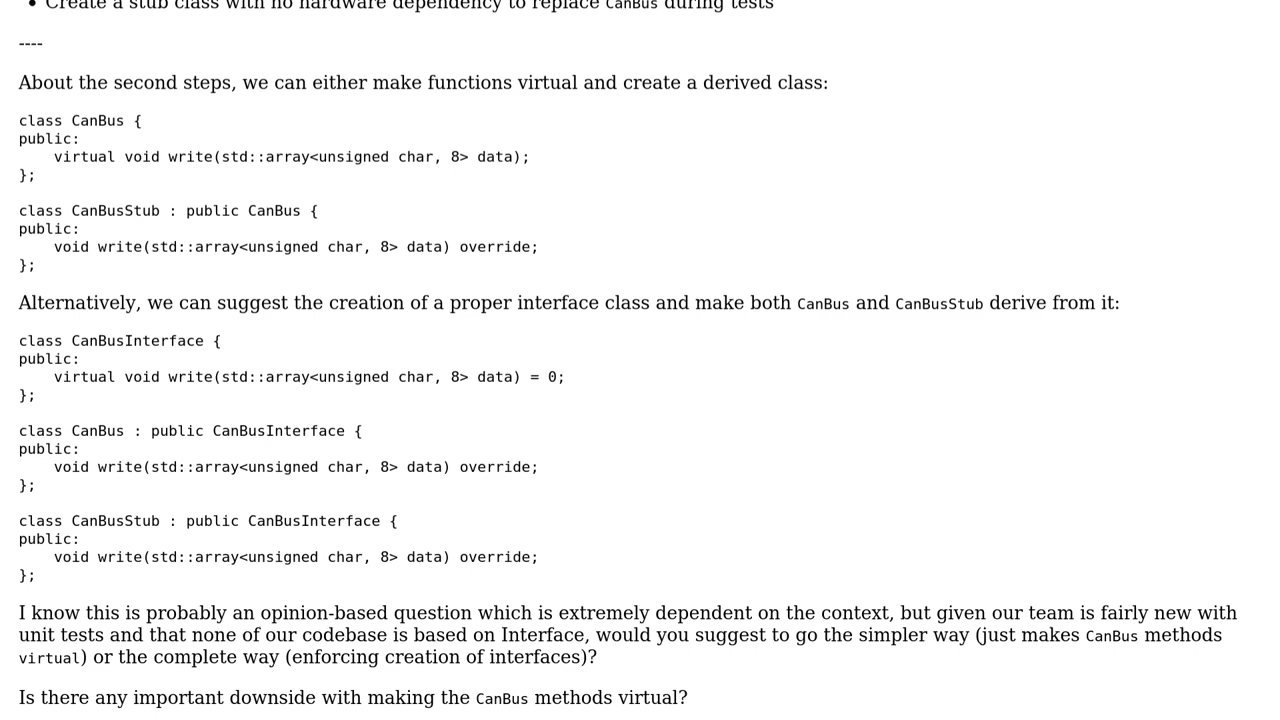 • Create a stub class with no hardware dependency to replace CanBus during tests
----
About the second steps, we can either make functions virtual and create a derived class:
class CanBus {
public:
    virtual void write(std::array<unsigned char, 8> data);
};
class CanBusStub : public CanBus {
public:
    void write(std::array<unsigned char, 8> data) override;
};
Alternatively, we can suggest the creation of a proper interface class and make both CanBus and CanBusStub derive from it:
class CanBusInterface {
public:
    virtual void write(std::array<unsigned char, 8> data) = 0;
};
class CanBus : public CanBusInterface {
public:
    void write(std::array<unsigned char, 8> data) override;
};
class CanBusStub : public CanBusInterface {
public:
    void write(std::array<unsigned char, 8> data) override;
};
I know this is probably an opinion-based question which is extremely dependent on the context, but given our team is fairly new with
unit tests and that none of our codebase is based on Interface, would you suggest to go the simpler way (just makes CanBus methods
virtual) or the complete way (enforcing creation of interfaces)?
Is there any important downside with making the CanBus methods virtual?